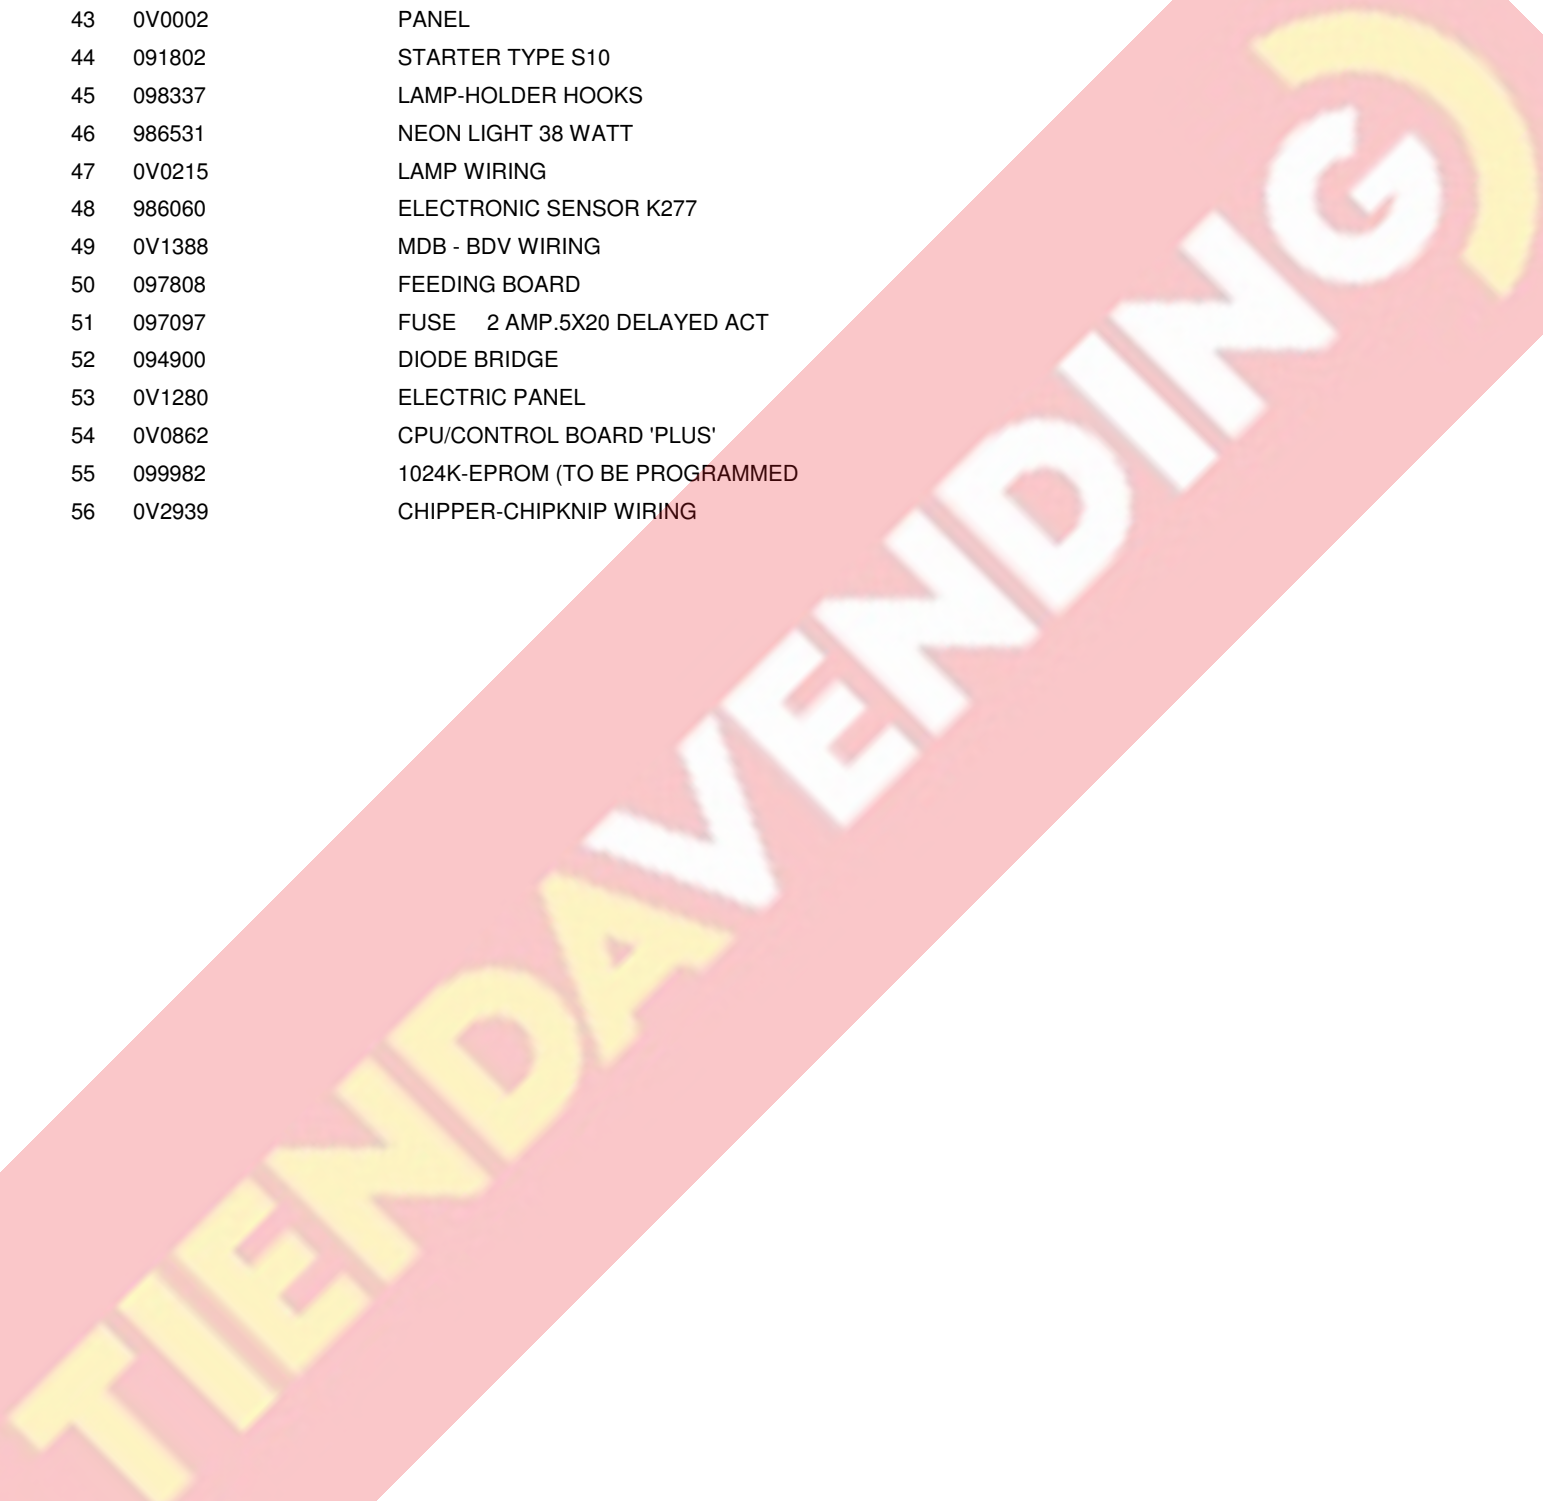 43 0V0002 PANEL
44 091802 STARTER TYPE S10
45 098337 LAMP-HOLDER HOOKS
46 986531 NEON LIGHT 38 WATT
47 0V0215 LAMP WIRING
48 986060 ELECTRONIC SENSOR K277
49 0V1388 MDB - BDV WIRING
50 097808 FEEDING BOARD
51 097097 FUSE 2 AMP.5X20 DELAYED ACT
52 094900 DIODE BRIDGE
53 0V1280 ELECTRIC PANEL
54 0V0862 CPU/CONTROL BOARD 'PLUS'
55 099982 1024K-EPROM (TO BE PROGRAMMED
56 0V2939 CHIPPER-CHIPKNIP WIRING
TIENDAVENDING